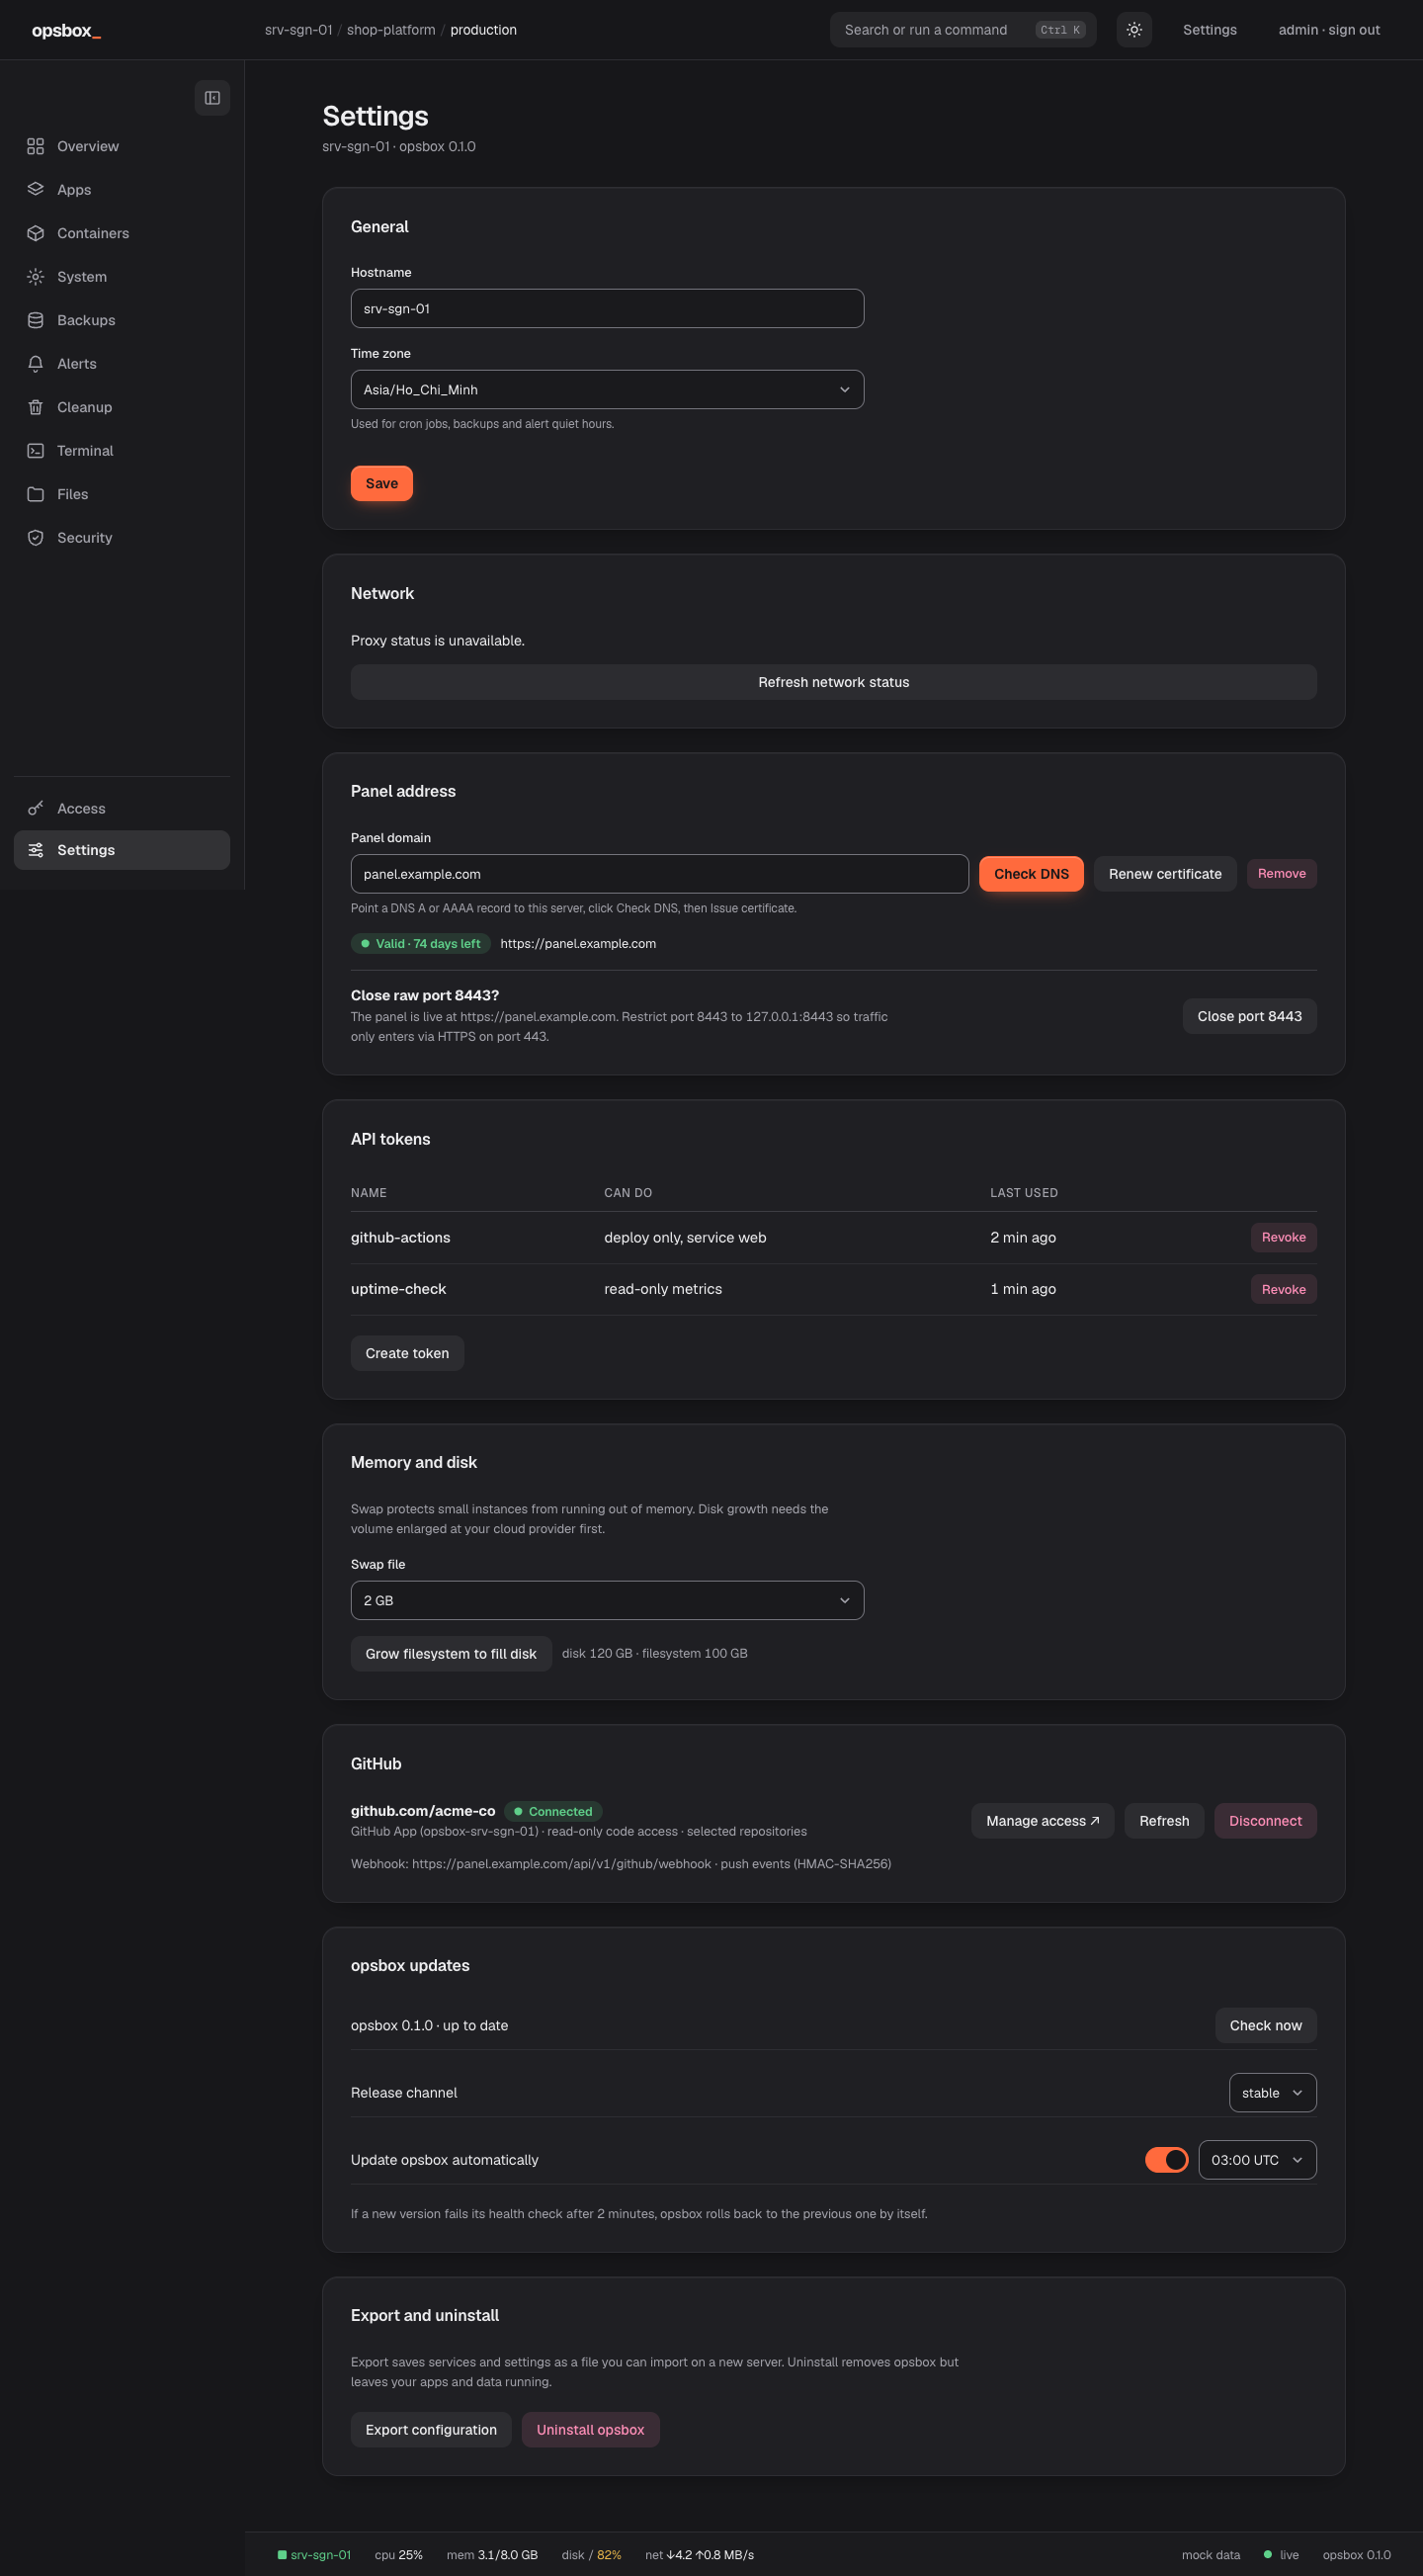 opsbox_
srv-sgn-01 / shop-platform / production
Search or run a command Ctrl K
Settings
admin · sign out
Overview
Apps
Containers
System
Backups
Alerts
Cleanup
Terminal
Files
Security
Access
Settings
Settings
srv-sgn-01 · opsbox 0.1.0
General
Hostname
srv-sgn-01
Time zone
Asia/Ho_Chi_Minh
Used for cron jobs, backups and alert quiet hours.
Save
Network
Proxy status is unavailable.
Refresh network status
Panel address
Panel domain
panel.example.com Check DNS Renew certificate Remove
Point a DNS A or AAAA record to this server, click Check DNS, then Issue certificate.
Valid · 74 days left https://panel.example.com
Close raw port 8443?
The panel is live at https://panel.example.com. Restrict port 8443 to 127.0.0.1:8443 so traffic
only enters via HTTPS on port 443.
Close port 8443
API tokens
NAME CAN DO LAST USED
github-actions deploy only, service web 2 min ago Revoke
uptime-check read-only metrics 1 min ago Revoke
Create token
Memory and disk
Swap protects small instances from running out of memory. Disk growth needs the
volume enlarged at your cloud provider first.
Swap file
2 GB
Grow filesystem to fill disk disk 120 GB · filesystem 100 GB
GitHub
github.com/acme-co Connected
GitHub App (opsbox-srv-sgn-01) · read-only code access · selected repositories
Manage access ↗ Refresh Disconnect
Webhook: https://panel.example.com/api/v1/github/webhook · push events (HMAC-SHA256)
opsbox updates
opsbox 0.1.0 · up to date Check now
Release channel stable
Update opsbox automatically 03:00 UTC
If a new version fails its health check after 2 minutes, opsbox rolls back to the previous one by itself.
Export and uninstall
Export saves services and settings as a file you can import on a new server. Uninstall removes opsbox but
leaves your apps and data running.
Export configuration Uninstall opsbox
srv-sgn-01 cpu 25% mem 3.1/8.0 GB disk / 82% net ↓4.2 ↑0.8 MB/s mock data live opsbox 0.1.0